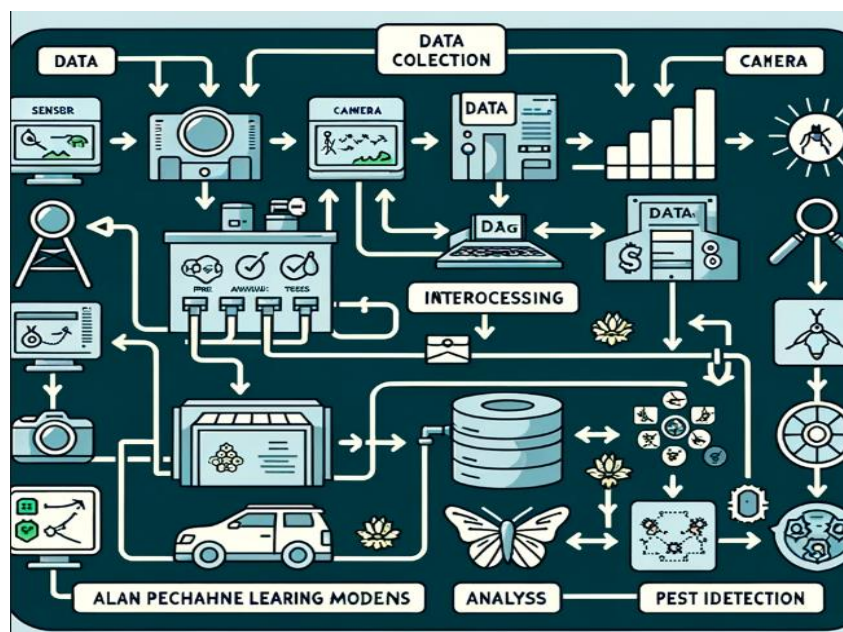 DATA
DATA
COLECTION
CAMERA
SENSBR
CAMERA
DATA
DATA
DAG
PRE
TEES
INTEROCESSING
ALAN PECHAHNE LEARING MODENS
ANALYSS
PEST IDETECTION